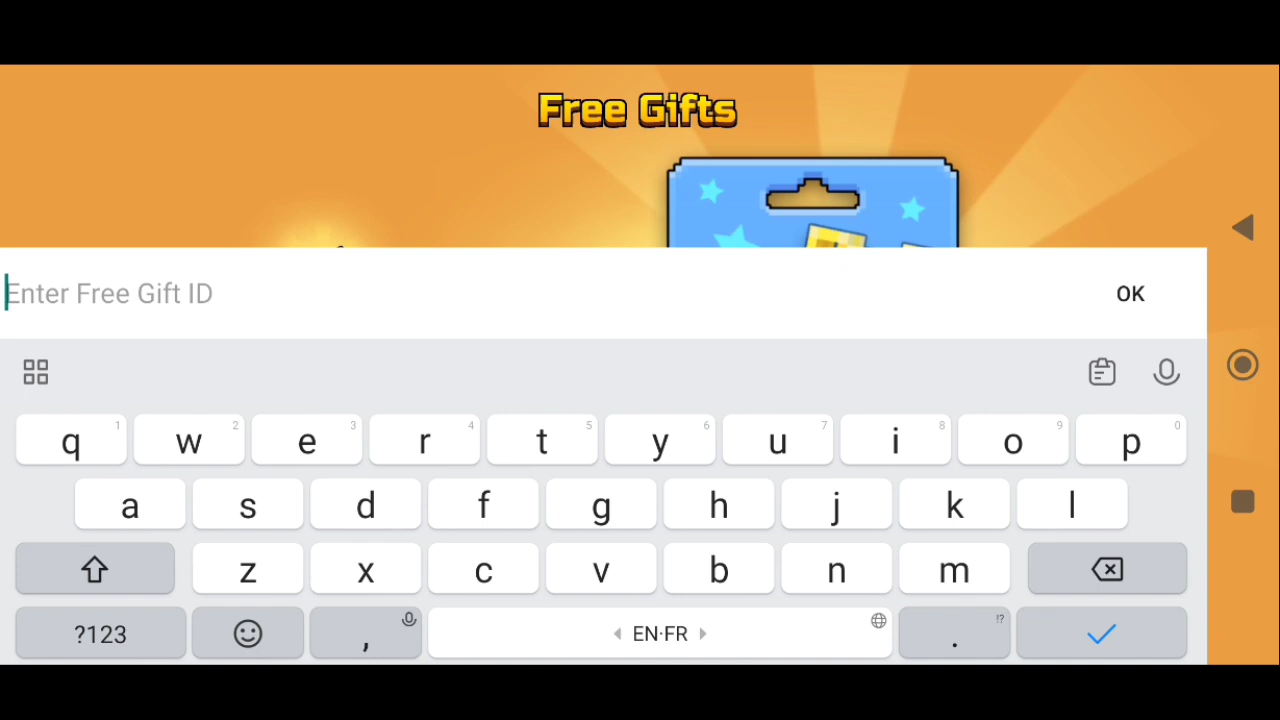 Free Gifts
Enter Free Gift ID
OK
q 1 w 2 e 3 r 4 t 5 y 6 u 7 i 8 o 9 p 0
a s d f g h j k l
z x c v b n m
?123 , EN·FR . !?